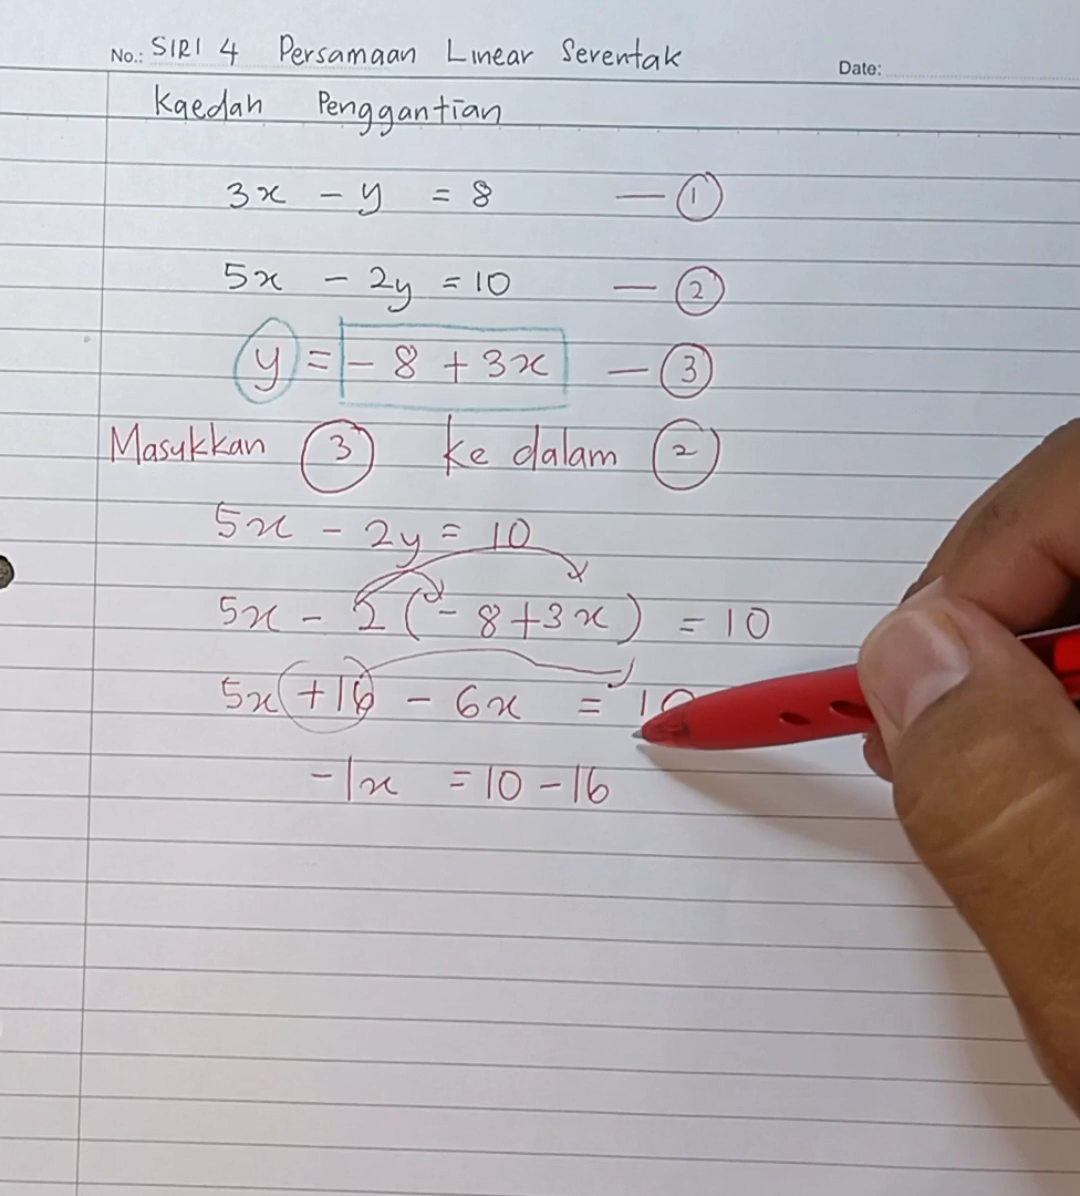 No.: SIRI 4 Persamaan Linear Serentak Date:
Kaedah Penggantian
3x - y = 8 — ①
5x - 2y = 10 — ②
y = - 8 + 3x — ③
Masukkan ③ ke dalam ②
5x - 2y = 10
5x - 2 ( - 8 + 3x ) = 10
5x + 16 - 6x = 10
-1x = 10 - 16